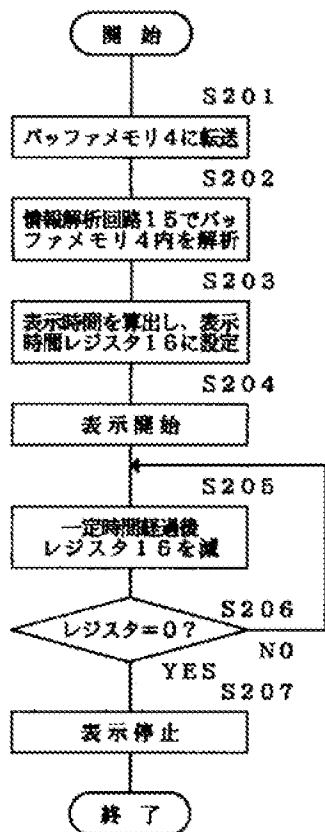 開始
S201
バッファメモリ4に転送
S202
情報解析回路15でバッ
ファメモリ4内を解析
S203
表示時間を算出し、表示
時間レジスタ16に設定
S204
表示開始
S205
一定時間経過後
レジスタ16を減
S206
レジスタ=0?
NO
YES
S207
表示停止
終了